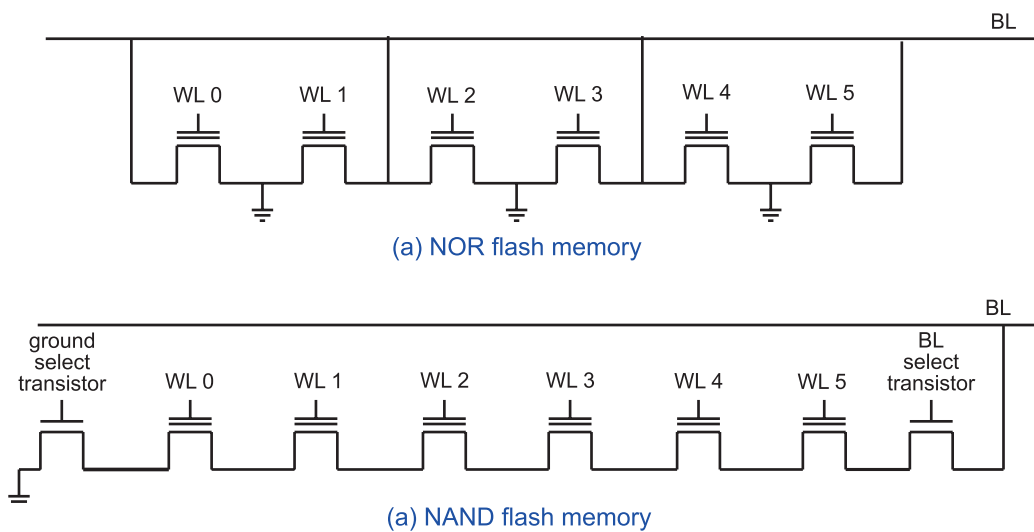 BL
WL 0 WL 1 WL 2 WL 3 WL 4 WL 5
(a) NOR flash memory
BL
ground
select
transistor
WL 0 WL 1 WL 2 WL 3 WL 4 WL 5
BL
select
transistor
(a) NAND flash memory